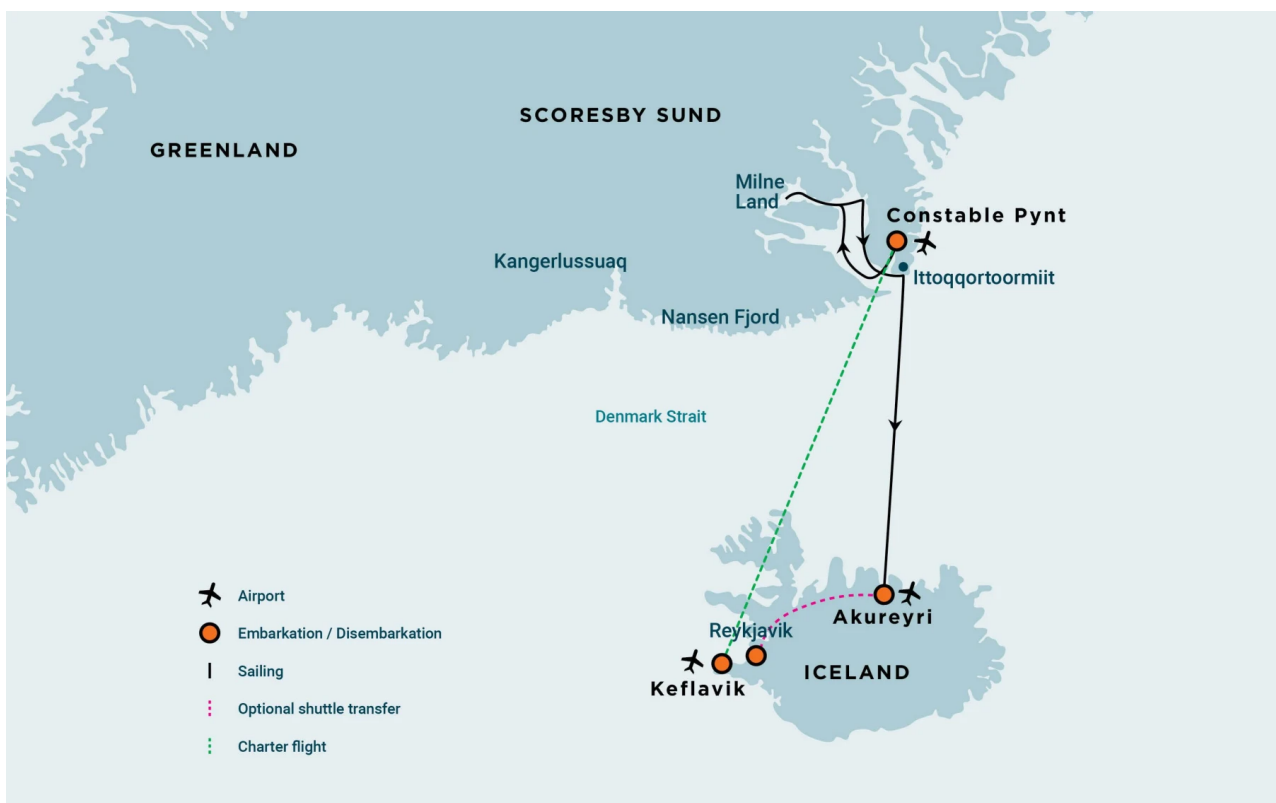 SCORESBY SUND
GREENLAND
Milne
Land
Constable Pynt
Kangerlussuaq
Ittoqqortoormiit
Nansen Fjord
Denmark Strait
Airport
Embarkation / Disembarkation
Sailing
Optional shuttle transfer
Charter flight
Akureyri
Reykjavik
ICELAND
Keflavik